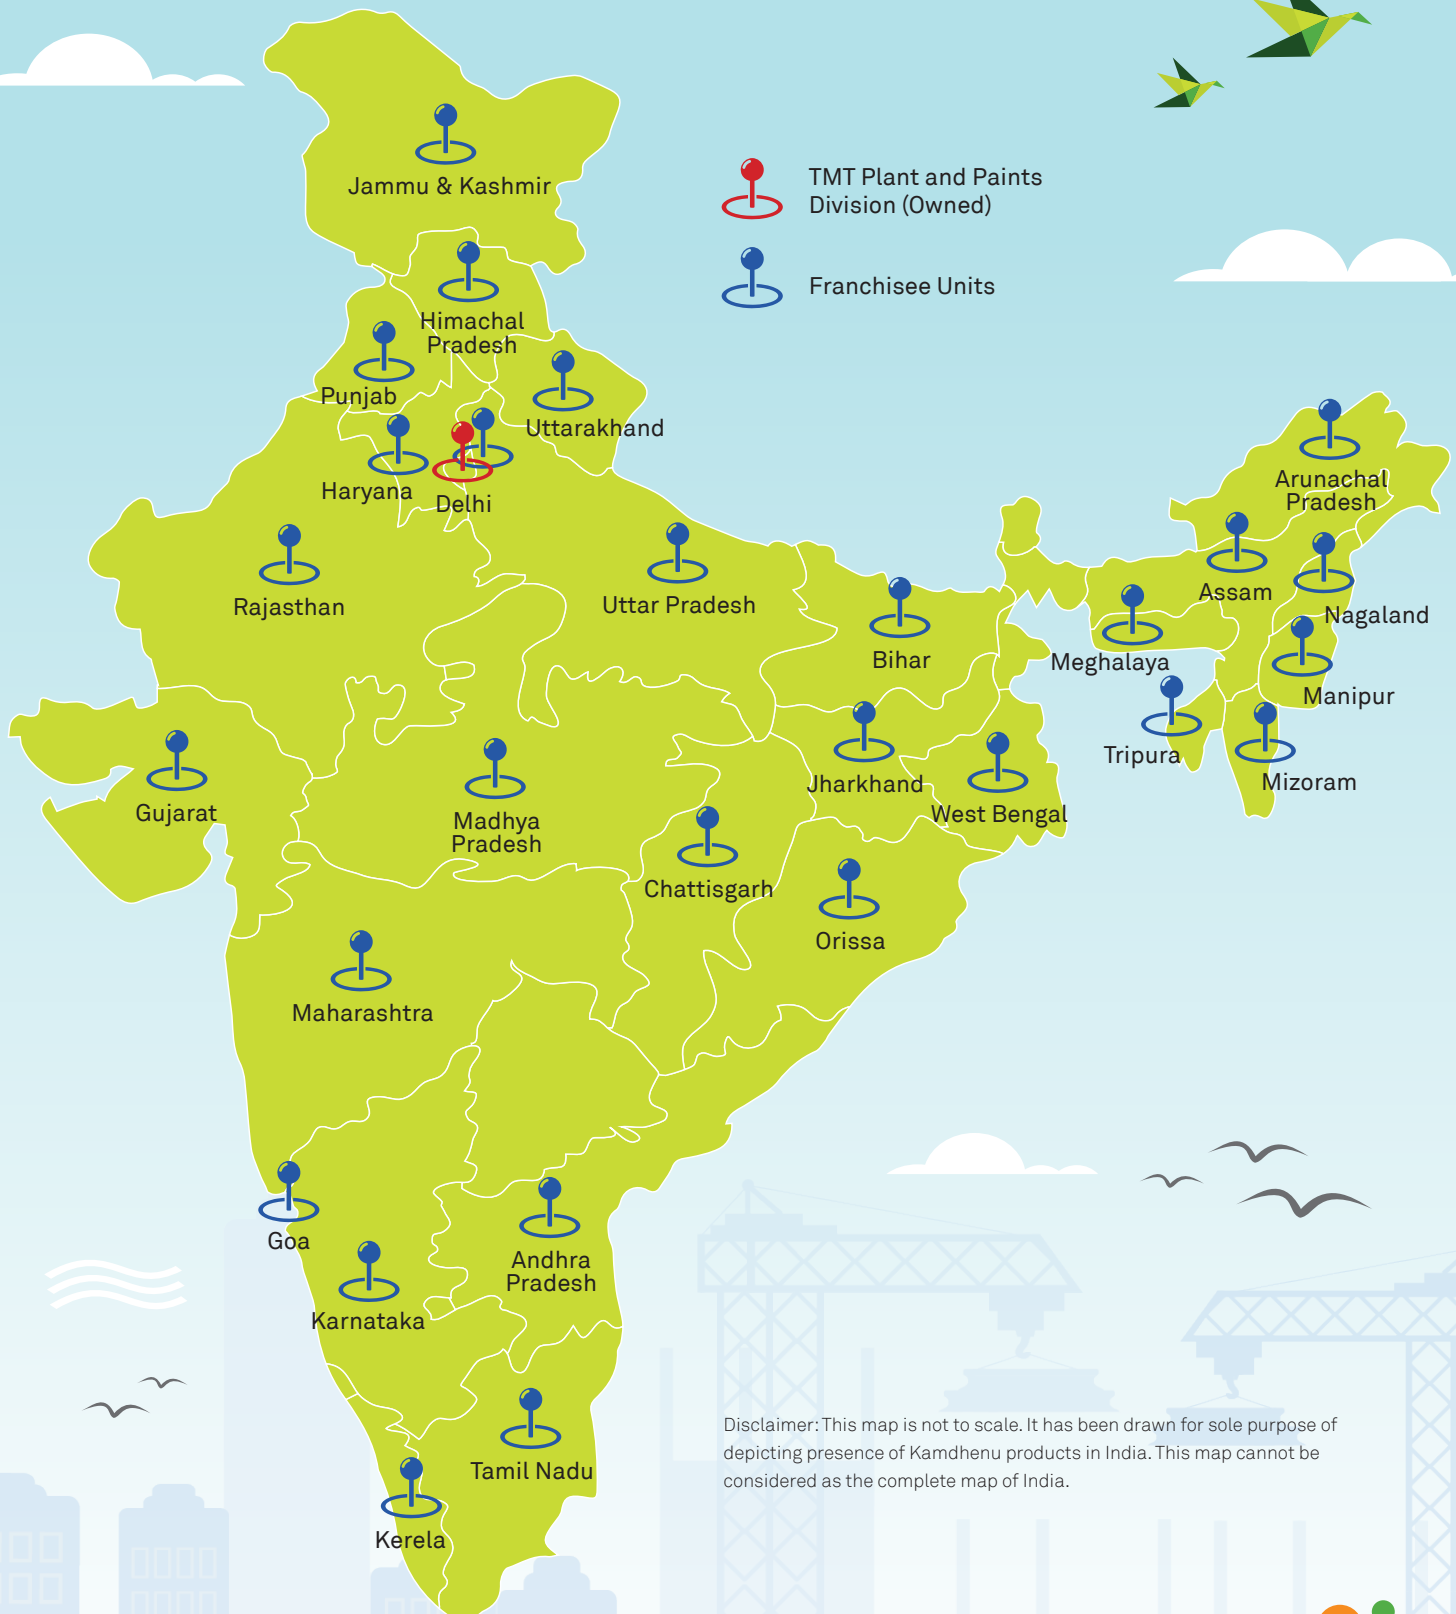 Jammu & Kashmir
TMT Plant and Paints
Division (Owned)
Franchisee Units
Himachal
Pradesh
Punjab
Uttarakhand
Haryana
Delhi
Arunachal
Pradesh
Rajasthan
Uttar Pradesh
Assam
Nagaland
Bihar
Meghalaya
Manipur
Tripura
Mizoram
Gujarat
Madhya
Pradesh
Jharkhand
West Bengal
Chattisgarh
Orissa
Maharashtra
Goa
Andhra
Pradesh
Karnataka
Tamil Nadu
Kerela
Disclaimer: This map is not to scale. It has been drawn for sole purpose of
depicting presence of Kamdhenu products in India. This map cannot be
considered as the complete map of India.